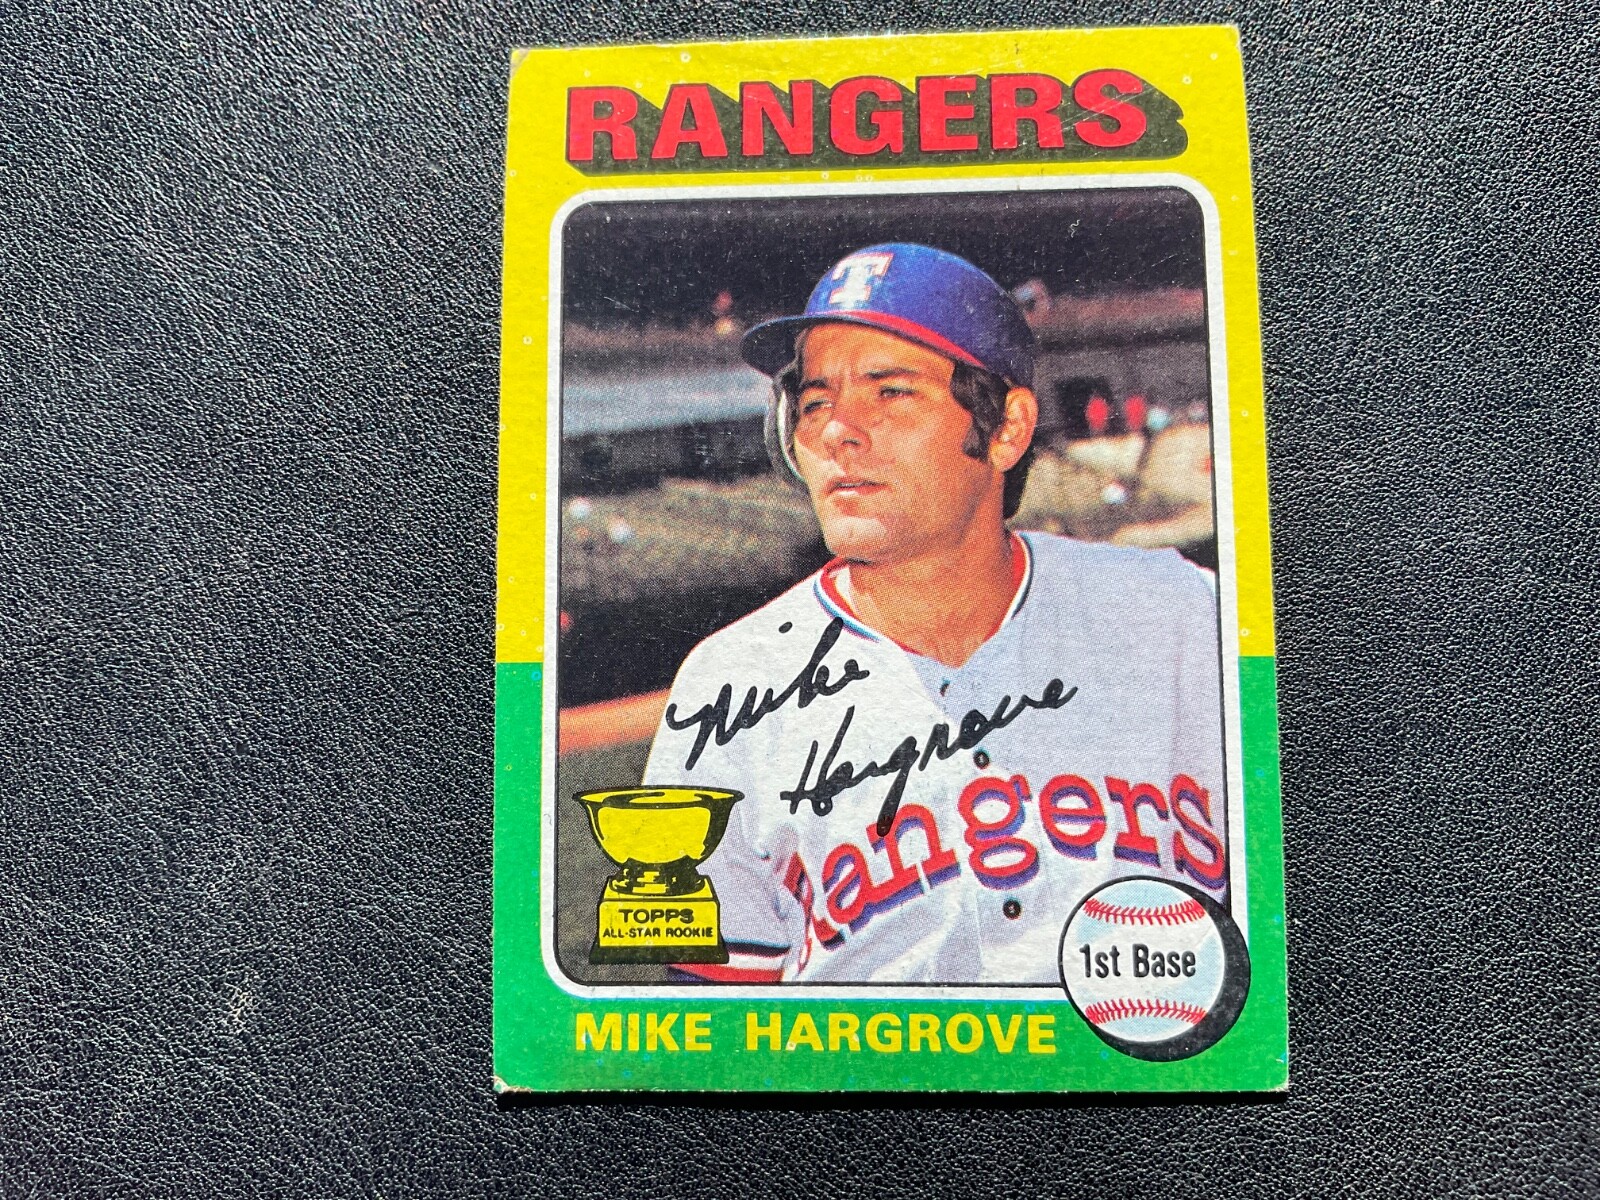 RANGERS
T
Mike
Hargrove
Rangers
TOPPS
ALL-STAR ROOKIE
1st Base
MIKE HARGROVE